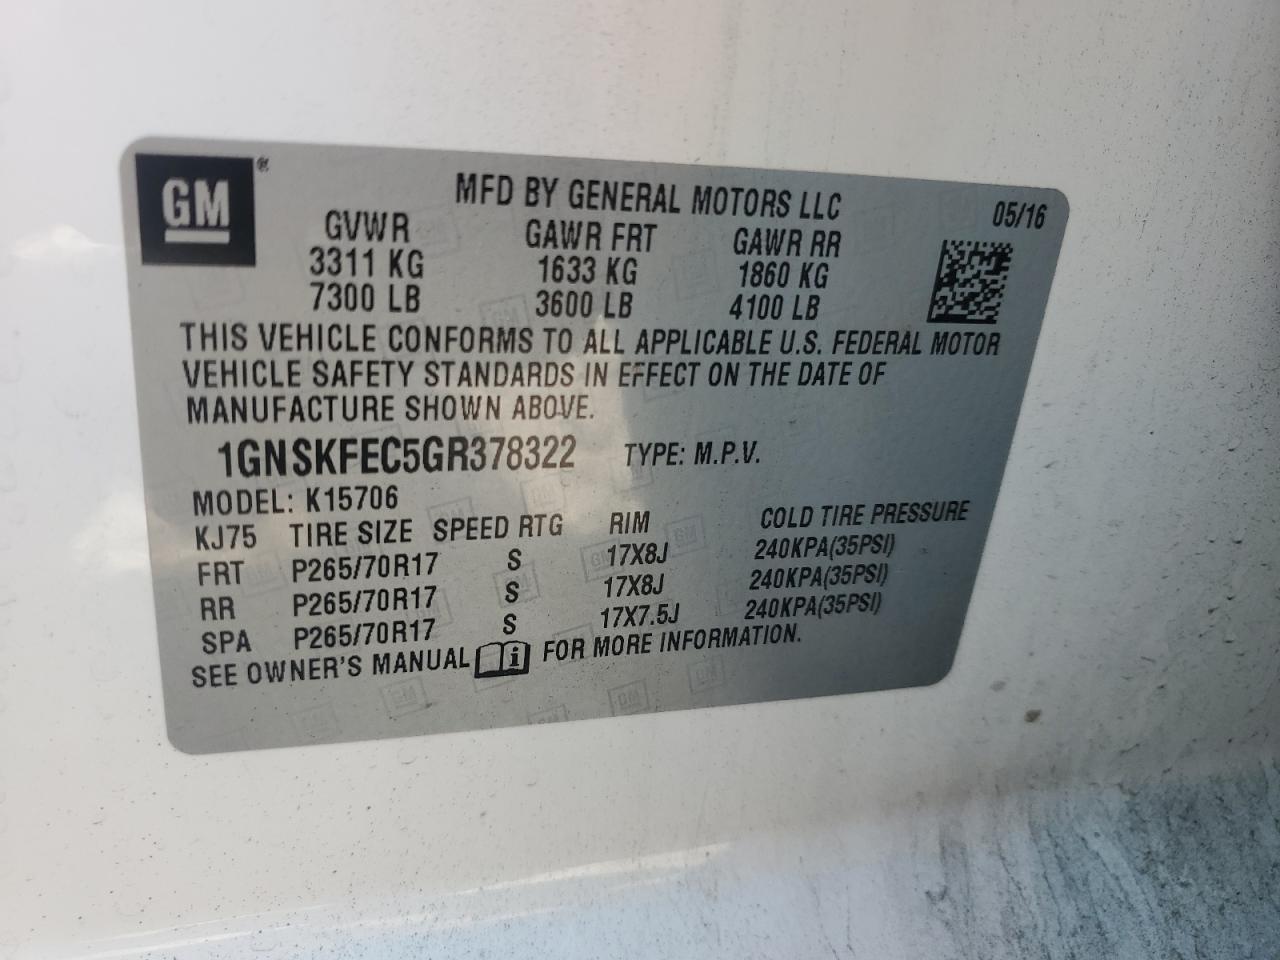 GM ®
MFD BY GENERAL MOTORS LLC
05/16
GVWR GAWR FRT GAWR RR
3311 KG 1633 KG 1860 KG
7300 LB 3600 LB 4100 LB
THIS VEHICLE CONFORMS TO ALL APPLICABLE U.S. FEDERAL MOTOR
VEHICLE SAFETY STANDARDS IN EFFECT ON THE DATE OF
MANUFACTURE SHOWN ABOVE.
1GNSKFEC5GR378322 TYPE: M.P.V.
MODEL: K15706
KJ75 TIRE SIZE SPEED RTG RIM COLD TIRE PRESSURE
FRT P265/70R17 S 17X8J 240KPA(35PSI)
RR P265/70R17 S 17X8J 240KPA(35PSI)
SPA P265/70R17 S 17X7.5J 240KPA(35PSI)
SEE OWNER'S MANUAL i FOR MORE INFORMATION.